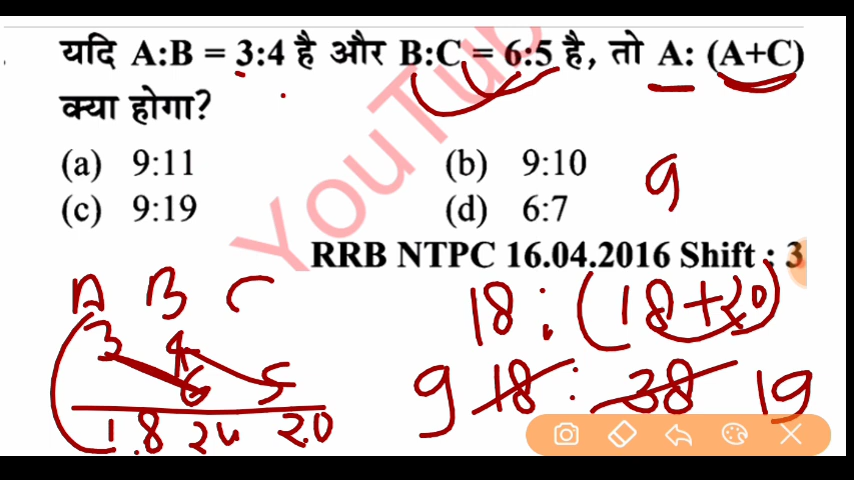 यदि A:B = 3:4 है और B:C = 6:5 है, तो A: (A+C)
क्या होगा?
(a) 9:11
(b) 9:10
(c) 9:19
(d) 6:7
9
RRB NTPC 16.04.2016 Shift : 3
YouTub
A B C
3 4
6 5
18 24 20
18 : (18+20)
9 18 : 38 19